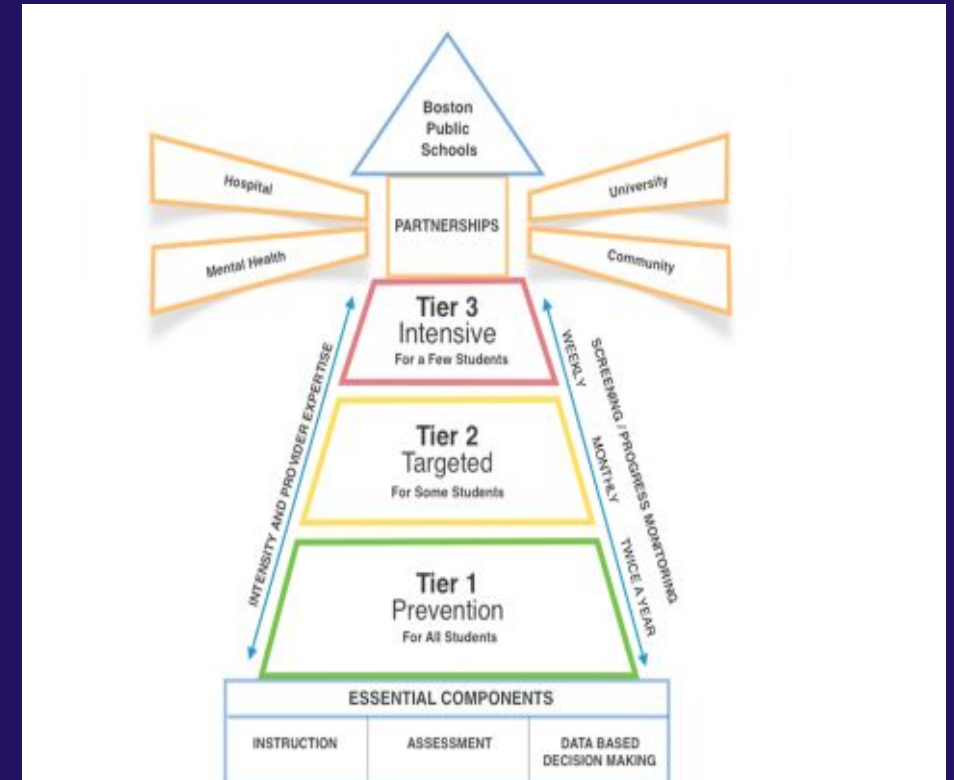 Boston
Public
Schools
Hospital
University
PARTNERSHIPS
Mental Health
Community
Tier 3
Intensive
For a Few Students
WEEKLY
SCREENING / PROGRESS MONITORING
INTENSITY AND PROVIDER EXPERTISE
Tier 2
Targeted
For Some Students
MONTHLY
Tier 1
Prevention
For All Students
TWICE A YEAR
ESSENTIAL COMPONENTS
INSTRUCTION
ASSESSMENT
DATA BASED
DECISION MAKING